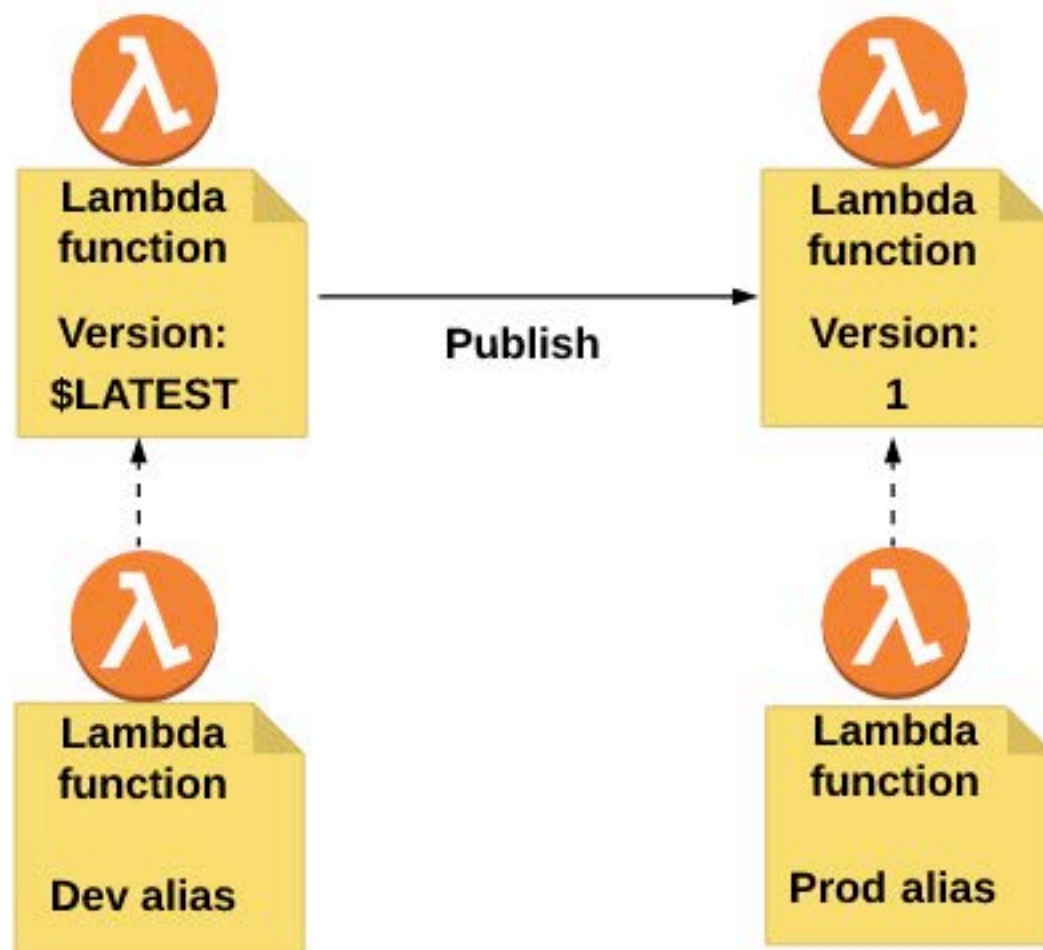 Lambda
function
Version:
$LATEST
Publish
Lambda
function
Version:
1
Lambda
function
Dev alias
Lambda
function
Prod alias